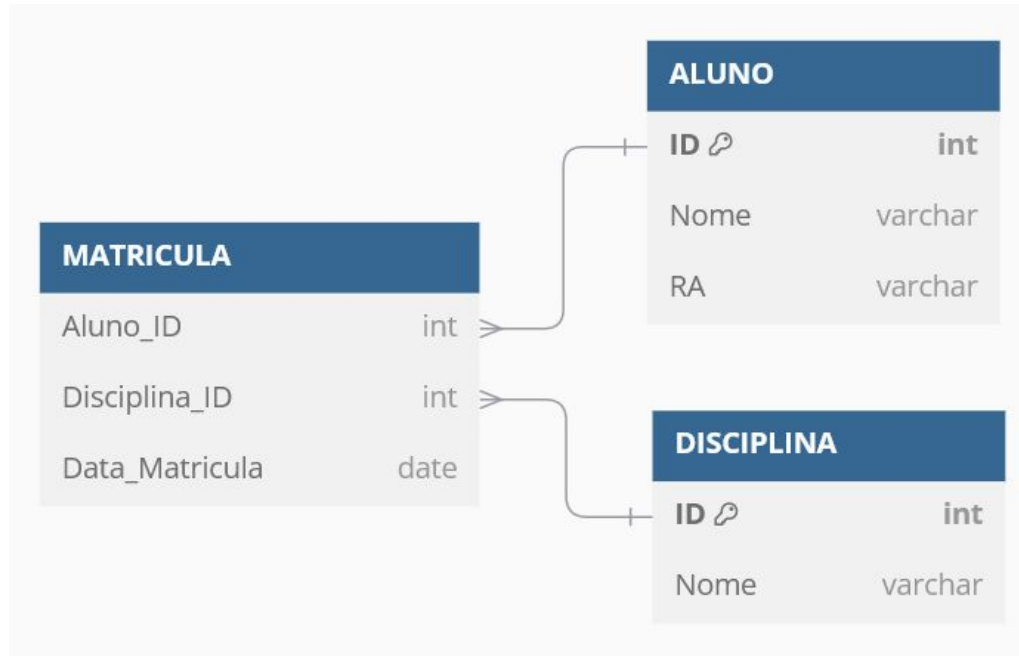 MATRICULA
Aluno_ID int
Disciplina_ID int
Data_Matricula date
ALUNO
ID int
Nome varchar
RA varchar
DISCIPLINA
ID int
Nome varchar